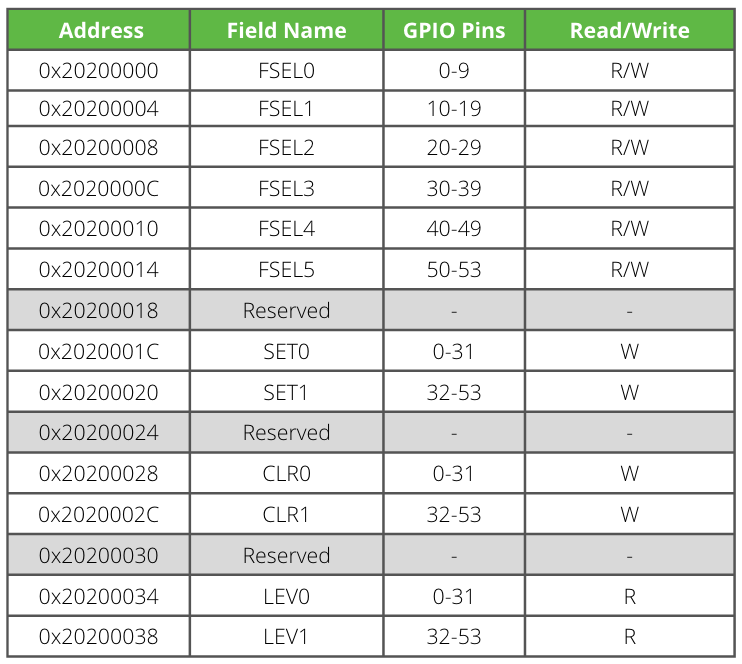 Address Field Name GPIO Pins Read/Write
0x20200000 FSEL0 0-9 R/W
0x20200004 FSEL1 10-19 R/W
0x20200008 FSEL2 20-29 R/W
0x2020000C FSEL3 30-39 R/W
0x20200010 FSEL4 40-49 R/W
0x20200014 FSEL5 50-53 R/W
0x20200018 Reserved - -
0x2020001C SET0 0-31 W
0x20200020 SET1 32-53 W
0x20200024 Reserved - -
0x20200028 CLR0 0-31 W
0x2020002C CLR1 32-53 W
0x20200030 Reserved - -
0x20200034 LEV0 0-31 R
0x20200038 LEV1 32-53 R